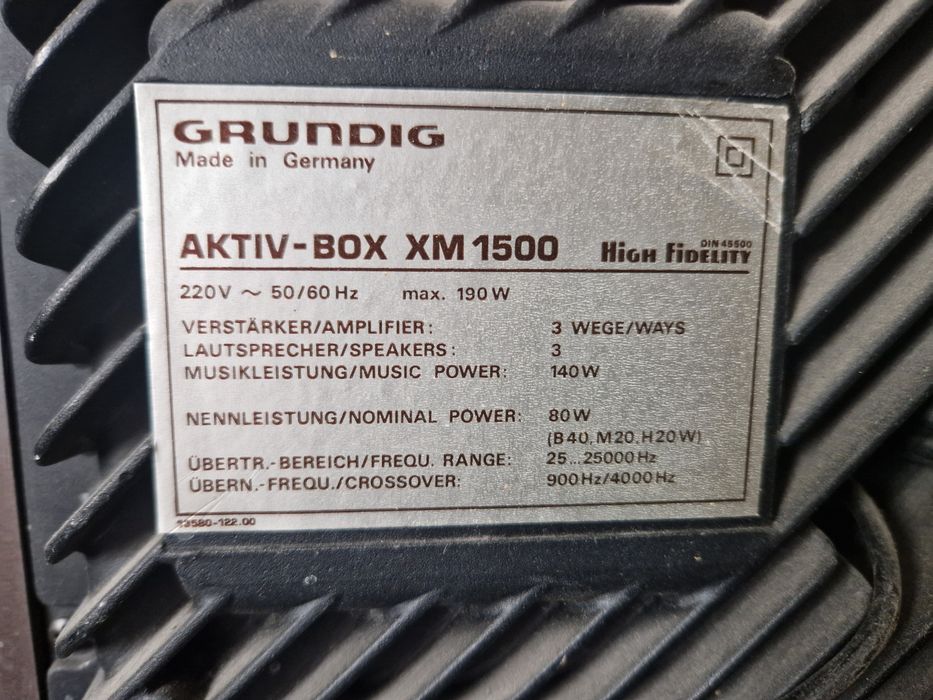 GRUNDIG
Made in Germany
AKTIV-BOX XM 1500
DIN 45500
HIGH FIDELITY
220V ~ 50/60 Hz max. 190 W
VERSTÄRKER/AMPLIFIER: 3 WEGE/WAYS
LAUTSPRECHER/SPEAKERS: 3
MUSIKLEISTUNG/MUSIC POWER: 140 W
NENNLEISTUNG/NOMINAL POWER: 80 W
(B 40, M 20, H 20 W)
ÜBERTR.-BEREICH/FREQU. RANGE: 25...25000 Hz
ÜBERN.-FREQU./CROSSOVER: 900 Hz/4000 Hz
13580-122.00